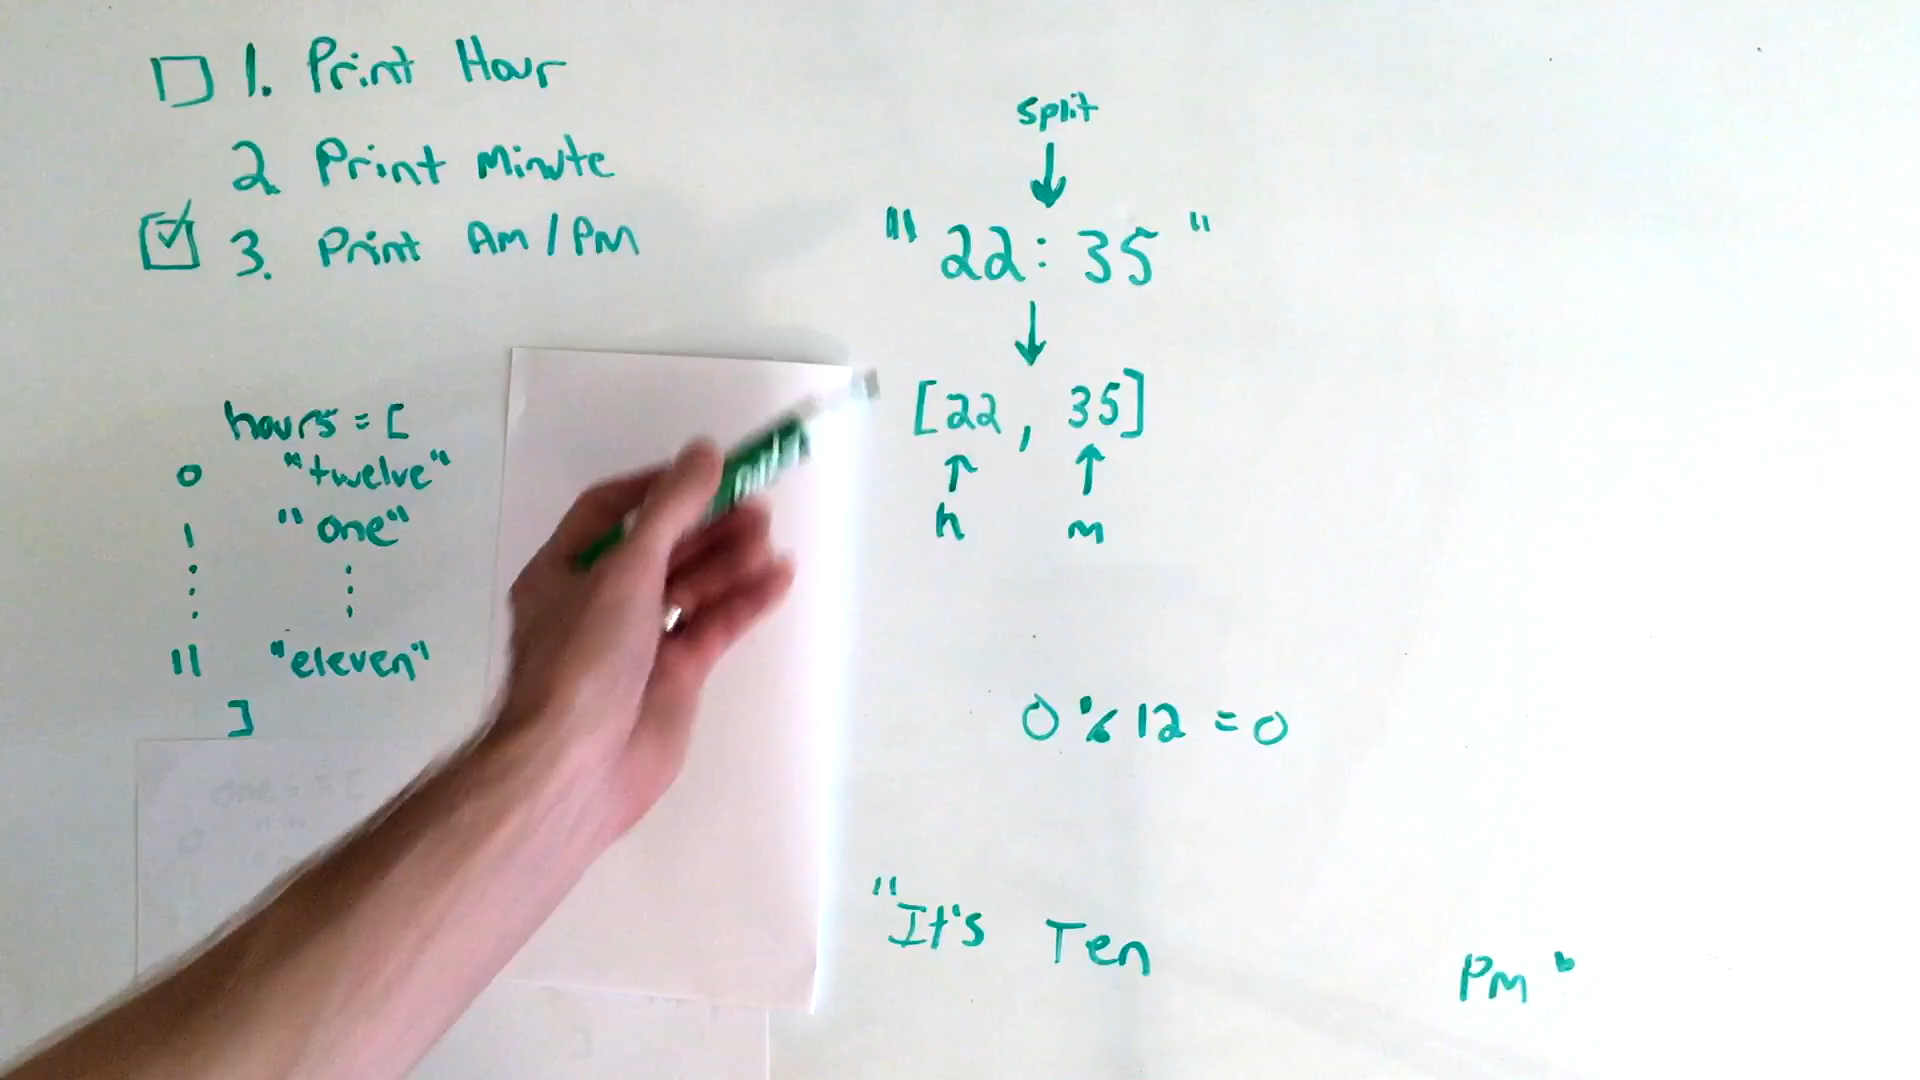 1. Print Hour
2 Print Minute
3. Print AM/PM
hours = [
0 "twelve"
1 "one"
11 "eleven"
]
split
"22:35"
[22, 35]
h m
0 % 12 = 0
"It's Ten PM"